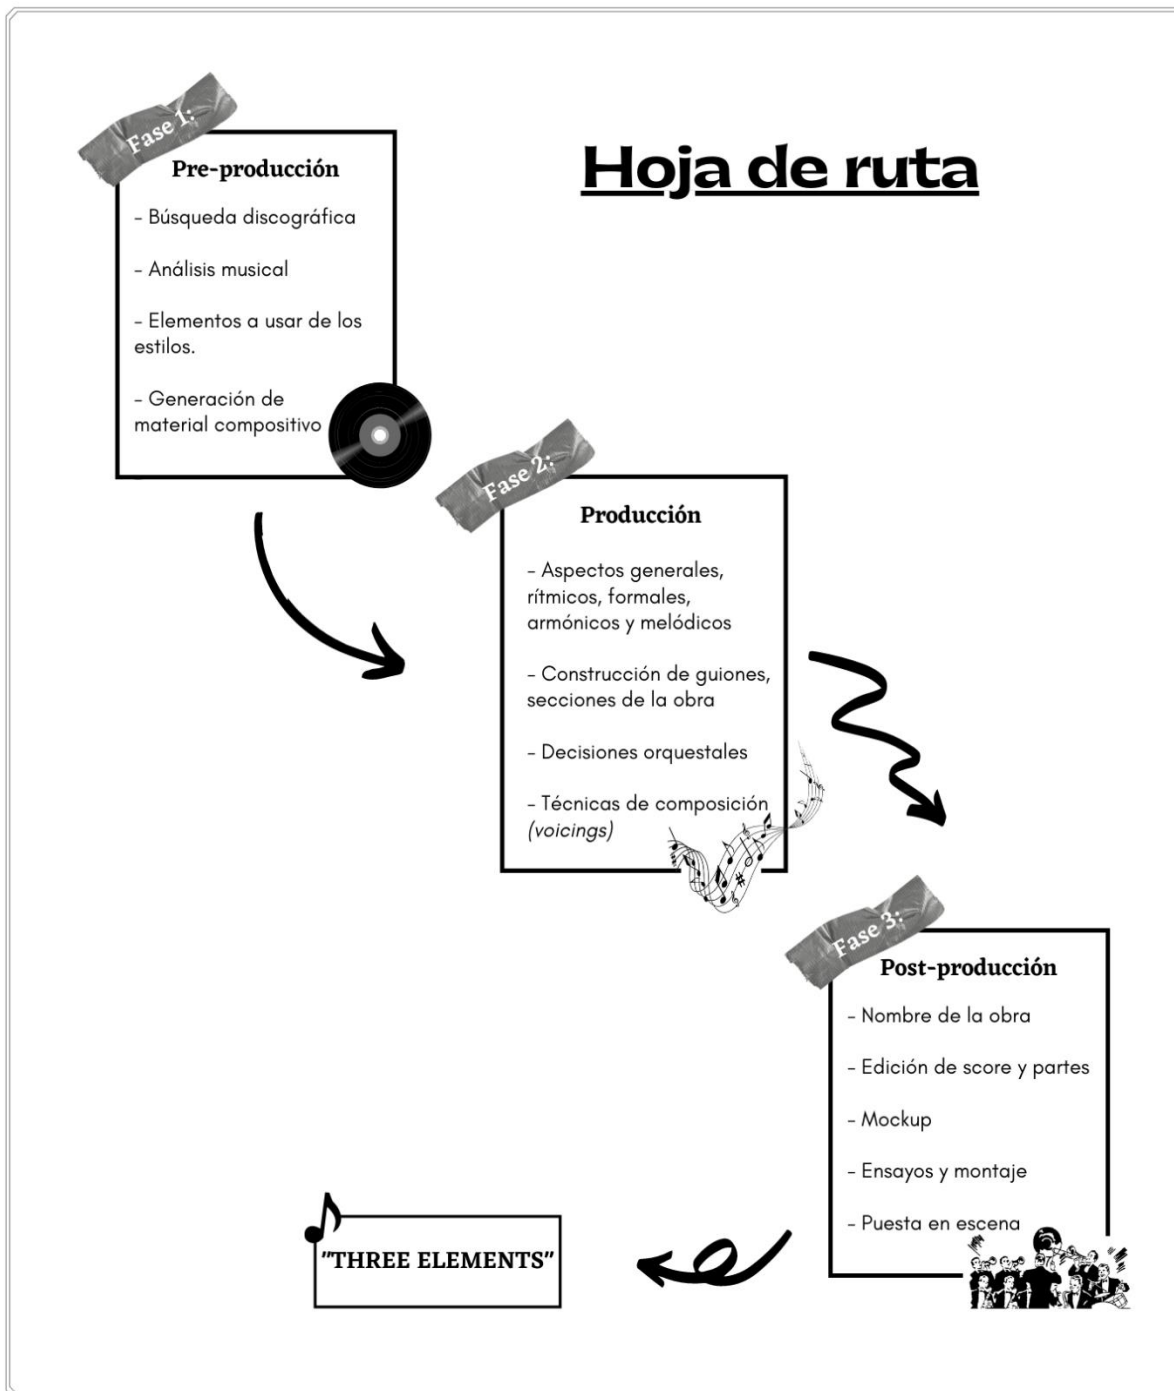 Hoja de ruta
Fase 1:
Pre-producción
- Búsqueda discográfica
- Análisis musical
- Elementos a usar de los
estilos.
- Generación de
material compositivo
Fase 2:
Producción
- Aspectos generales,
rítmicos, formales,
armónicos y melódicos
- Construcción de guiones,
secciones de la obra
- Decisiones orquestales
- Técnicas de composición
(voicings)
Fase 3:
Post-producción
- Nombre de la obra
- Edición de score y partes
- Mockup
- Ensayos y montaje
- Puesta en escena
"THREE ELEMENTS"